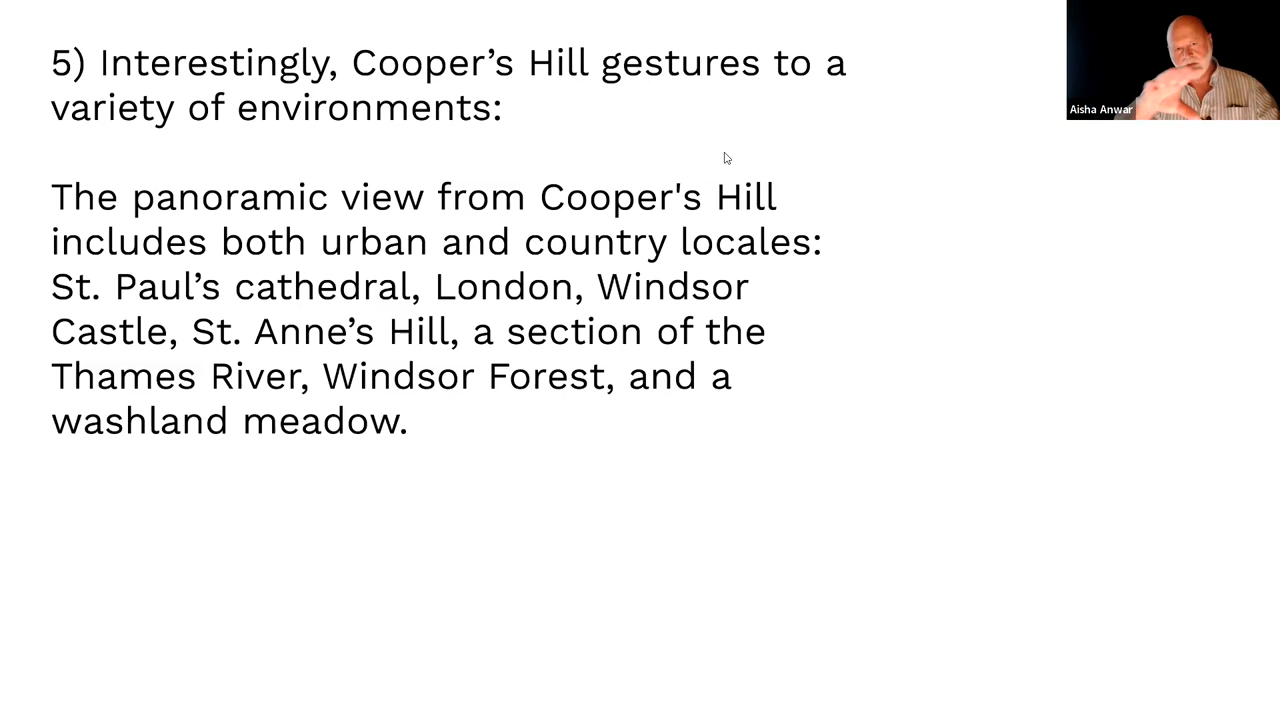 5) Interestingly, Cooper’s Hill gestures to a
variety of environments:
The panoramic view from Cooper's Hill
includes both urban and country locales:
St. Paul’s cathedral, London, Windsor
Castle, St. Anne’s Hill, a section of the
Thames River, Windsor Forest, and a
washland meadow.
Aisha Anwar